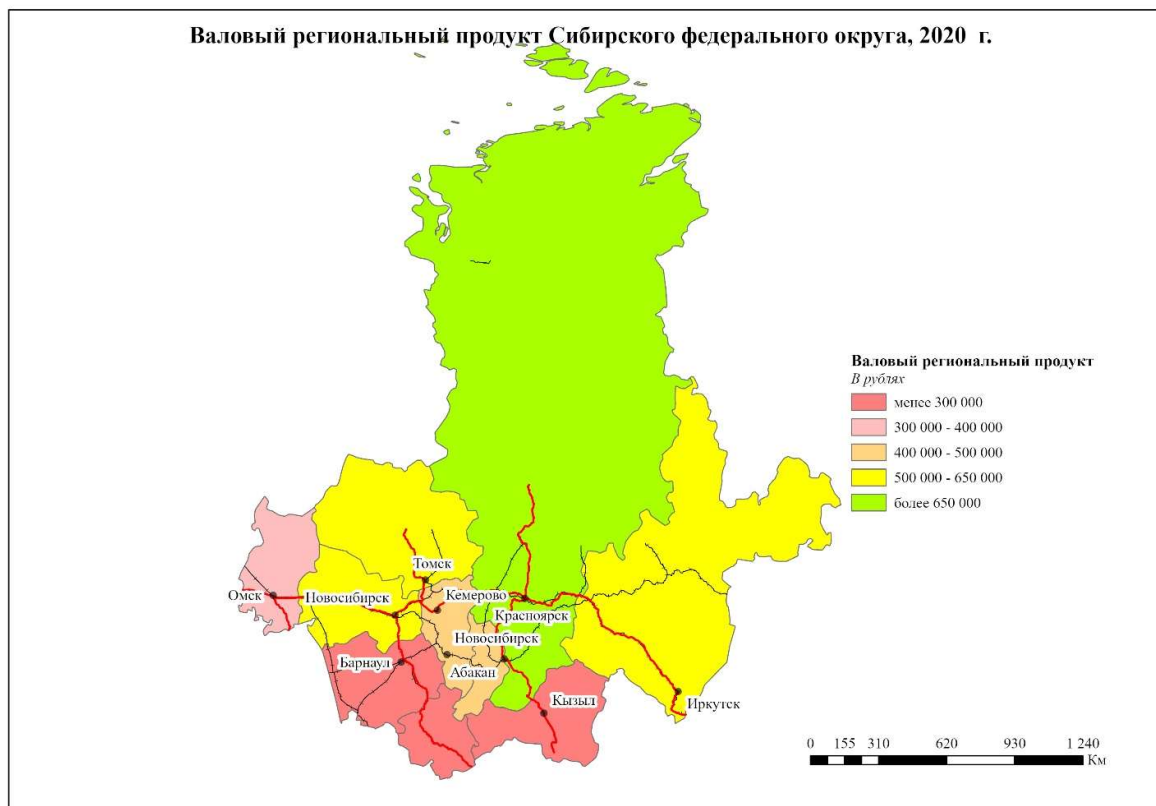 Валовый региональный продукт Сибирского федерального округа, 2020 г.
Валовый региональный продукт
В рублях
менее 300 000
300 000 - 400 000
400 000 - 500 000
500 000 - 650 000
более 650 000
Томск
Омск
Новосибирск
Кемерово
Красноярск
Новосибирск
Барнаул
Абакан
Кызыл
Иркутск
0 155 310 620 930 1 240
Км